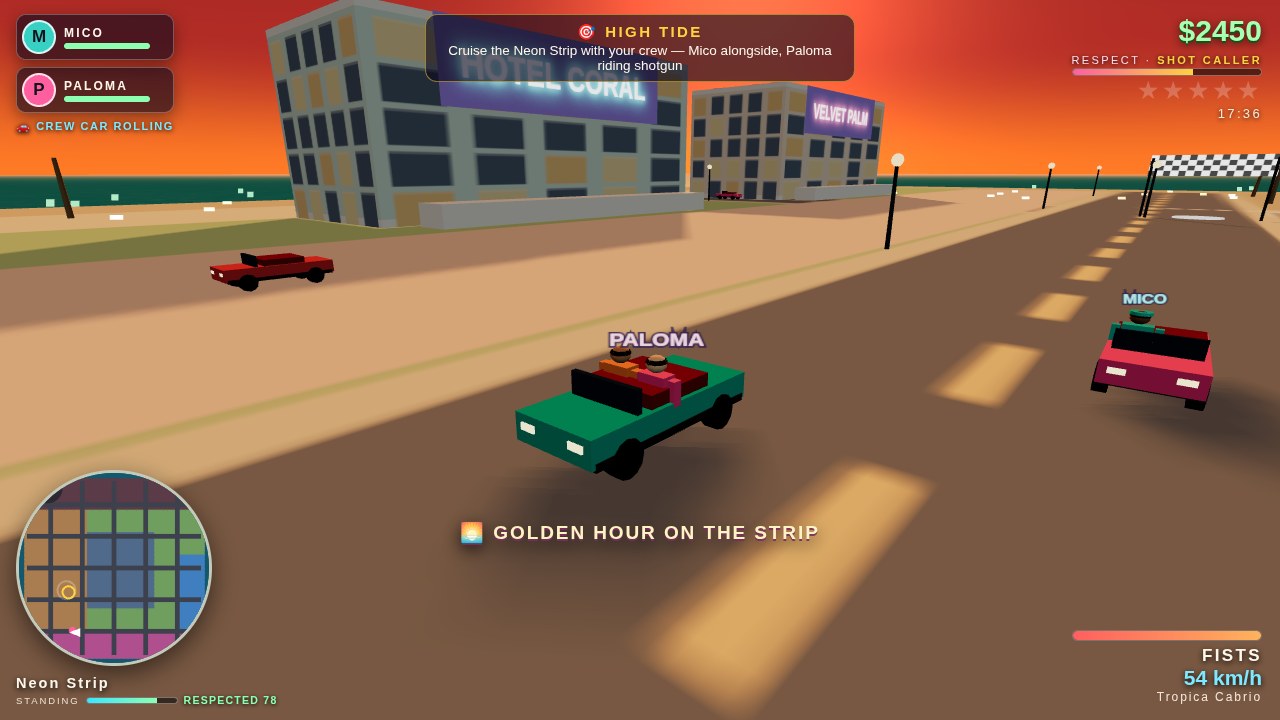 M
MICO
P
PALOMA
🚗 CREW CAR ROLLING
🎯 HIGH TIDE
Cruise the Neon Strip with your crew — Mico alongside, Paloma
riding shotgun
$2450
RESPECT · SHOT CALLER
★★★★★
17:36
HOTEL CORAL
VELVET PALM
MICO
PALOMA
🌅 GOLDEN HOUR ON THE STRIP
Neon Strip
STANDING RESPECTED 78
FISTS
54 km/h
Tropica Cabrio